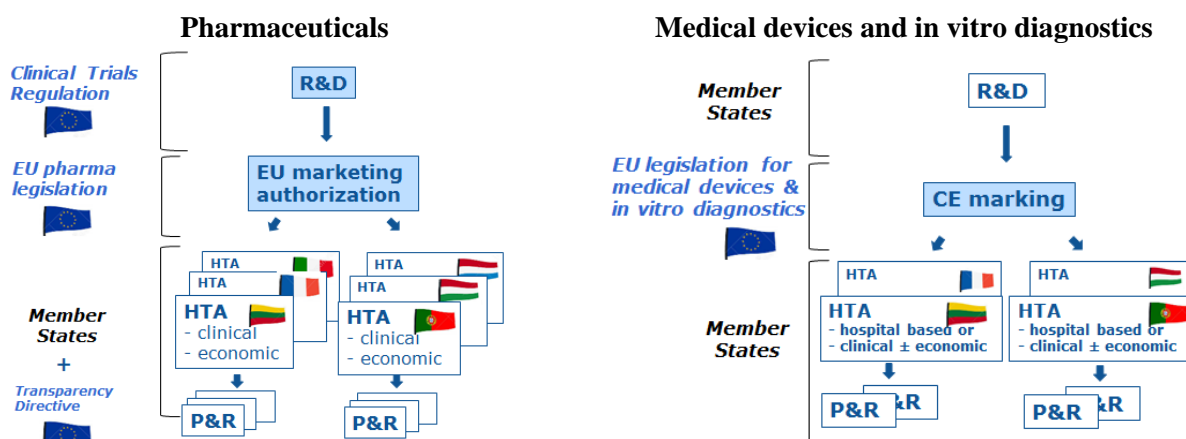 Pharmaceuticals
Clinical Trials
Regulation
R&D
EU pharma
legislation
EU marketing
authorization
HTA
HTA
HTA
- clinical
- economic
HTA
HTA
HTA
- clinical
- economic
Member
States
+
Transparency
Directive
P&R
P&R
Medical devices and in vitro diagnostics
Member
States
R&D
EU legislation for
medical devices &
in vitro diagnostics
CE marking
Member
States
HTA
HTA
- hospital based or
- clinical ± economic
HTA
HTA
- hospital based or
- clinical ± economic
P&R
&R
P&R
&R